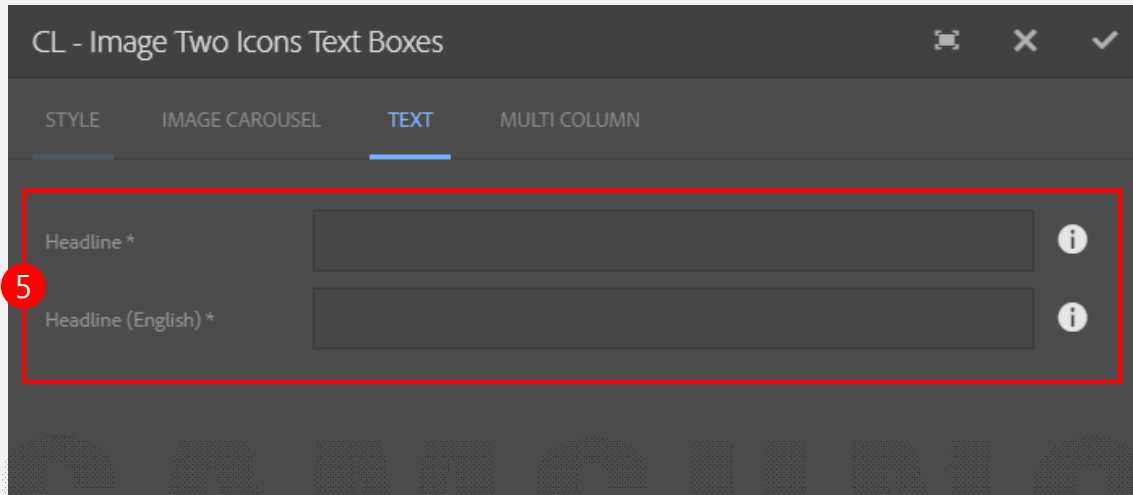 CL - Image Two Icons Text Boxes
STYLE IMAGE CAROUSEL TEXT MULTI COLUMN
Headline *
5
Headline (English) *